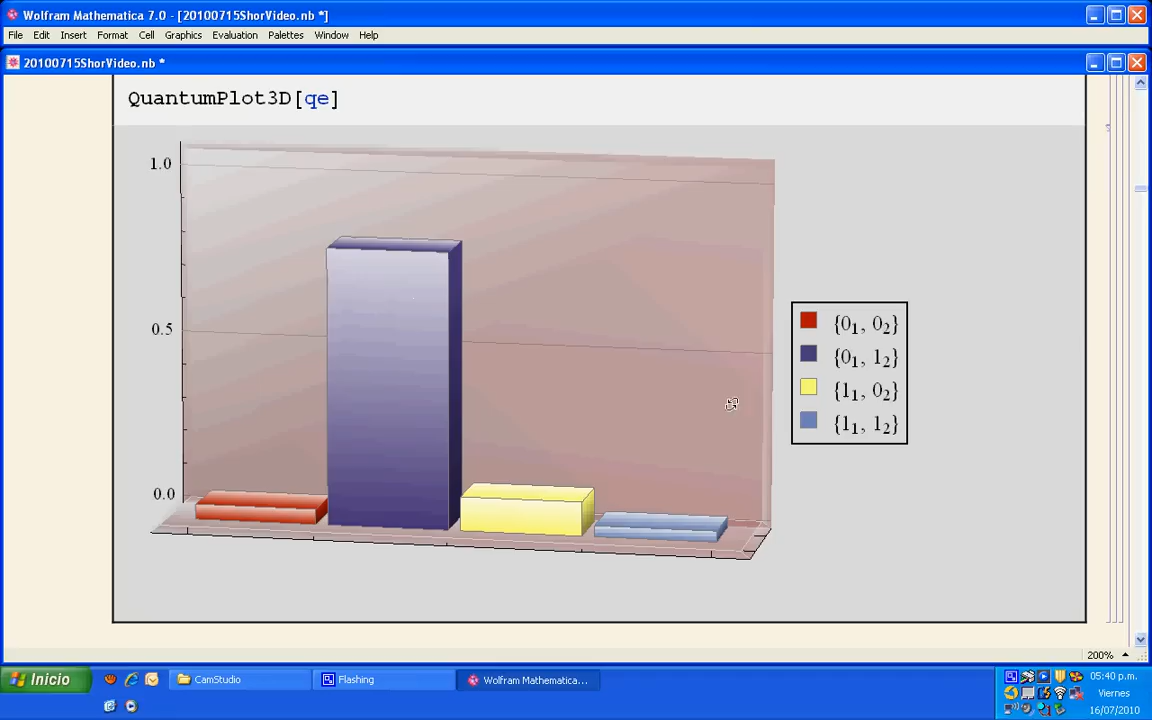 Wolfram Mathematica 7.0 - [20100715ShorVideo.nb *]
File Edit Insert Format Cell Graphics Evaluation Palettes Window Help
20100715ShorVideo.nb *
QuantumPlot3D[qe]
1.0
0.5
0.0
{0₁, 0₂}
{0₁, 1₂}
{1₁, 0₂}
{1₁, 1₂}
200%
Inicio CamStudio Flashing Wolfram Mathematica... 05:40 p.m.
Viernes
16/07/2010